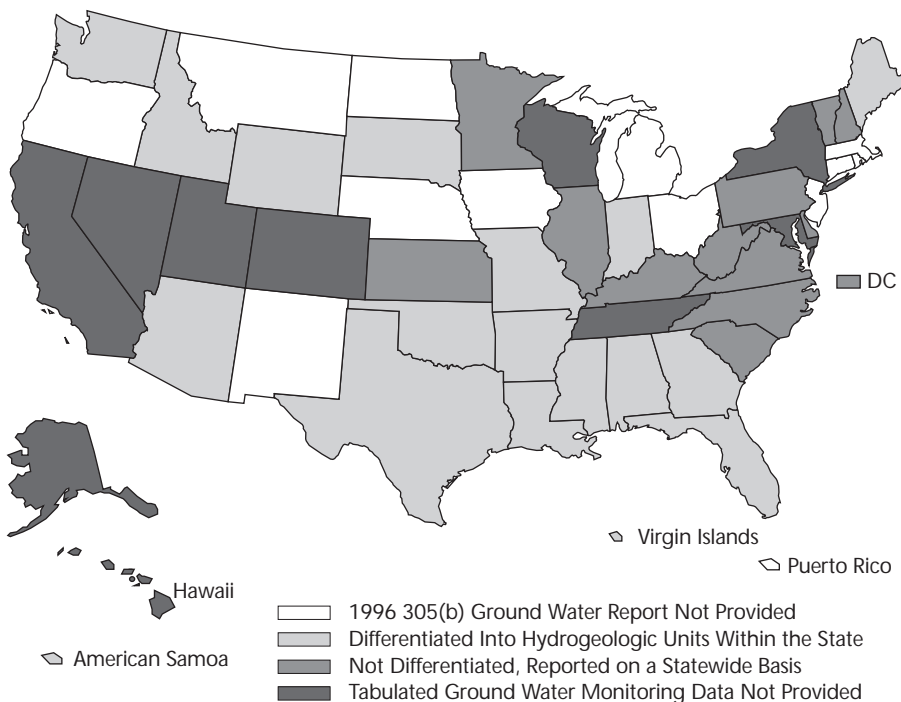 DC
Virgin Islands
Puerto Rico
Hawaii
American Samoa
1996 305(b) Ground Water Report Not Provided
Differentiated Into Hydrogeologic Units Within the State
Not Differentiated, Reported on a Statewide Basis
Tabulated Ground Water Monitoring Data Not Provided